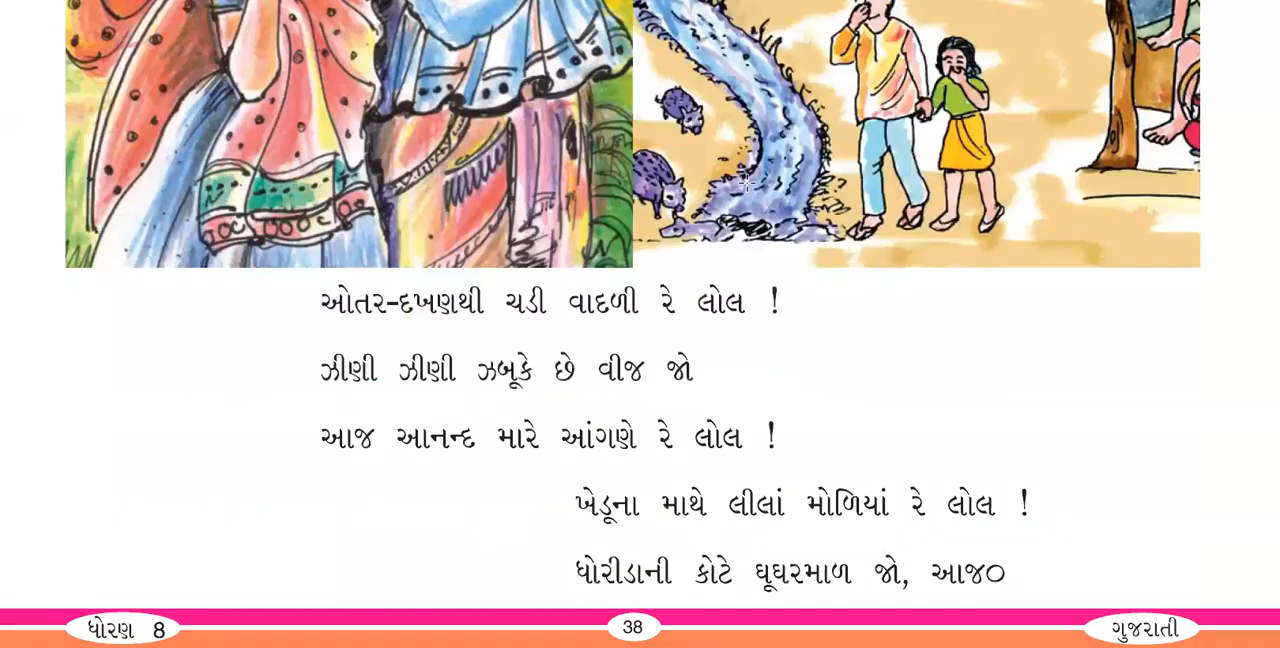 ઓતર-દખણથી ચડી વાદળી રે લોલ !
ઝીણી ઝીણી ઝબૂકે છે વીજ જો
આજ આનન્દ મારે આંગણે રે લોલ !
ખેડૂના માથે લીલાં મોળિયાં રે લોલ !
ધોરીડાની કોટે ઘૂઘરમાળ જો, આજ૦
ધોરણ 8
38
ગુજરાતી